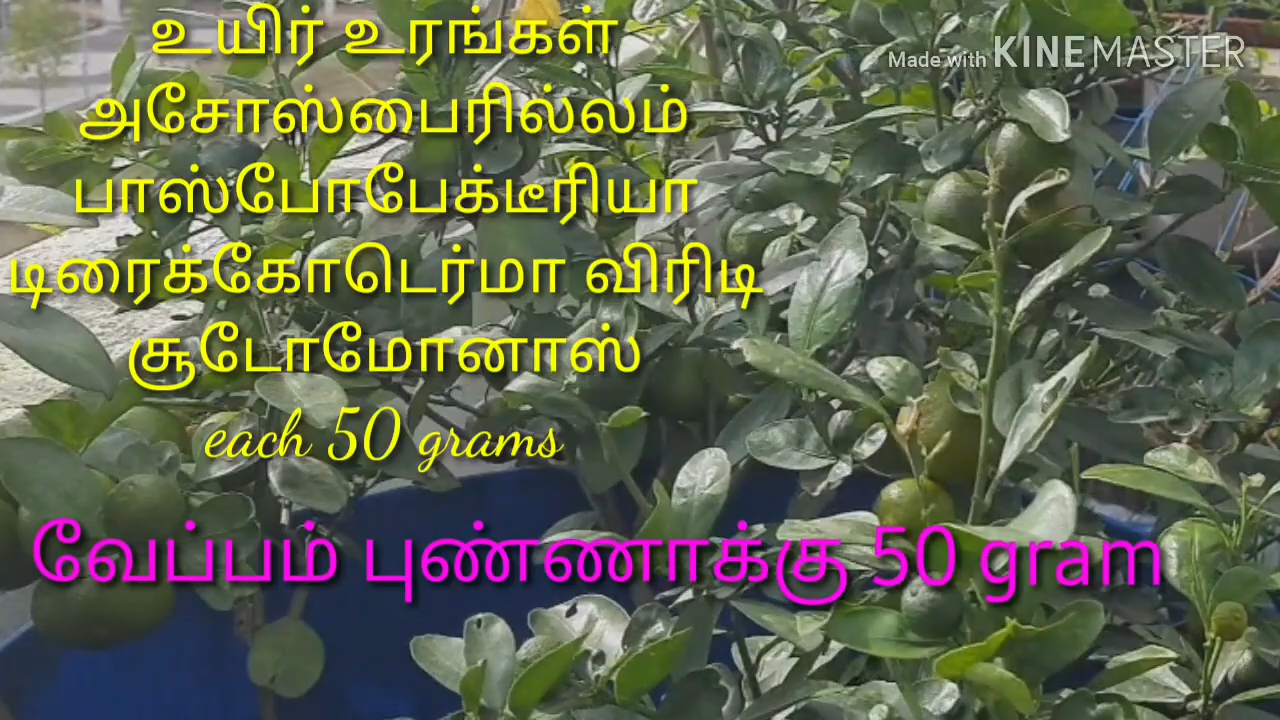 உயிர் உரங்கள்
Made with KINEMASTER
அசோஸ்பைரில்லம்
பாஸ்போபேக்டீரியா
டிரைக்கோடெர்மா விரிடி
சூடோமோனாஸ்
each 50 grams
வேப்பம் புண்ணாக்கு 50 gram